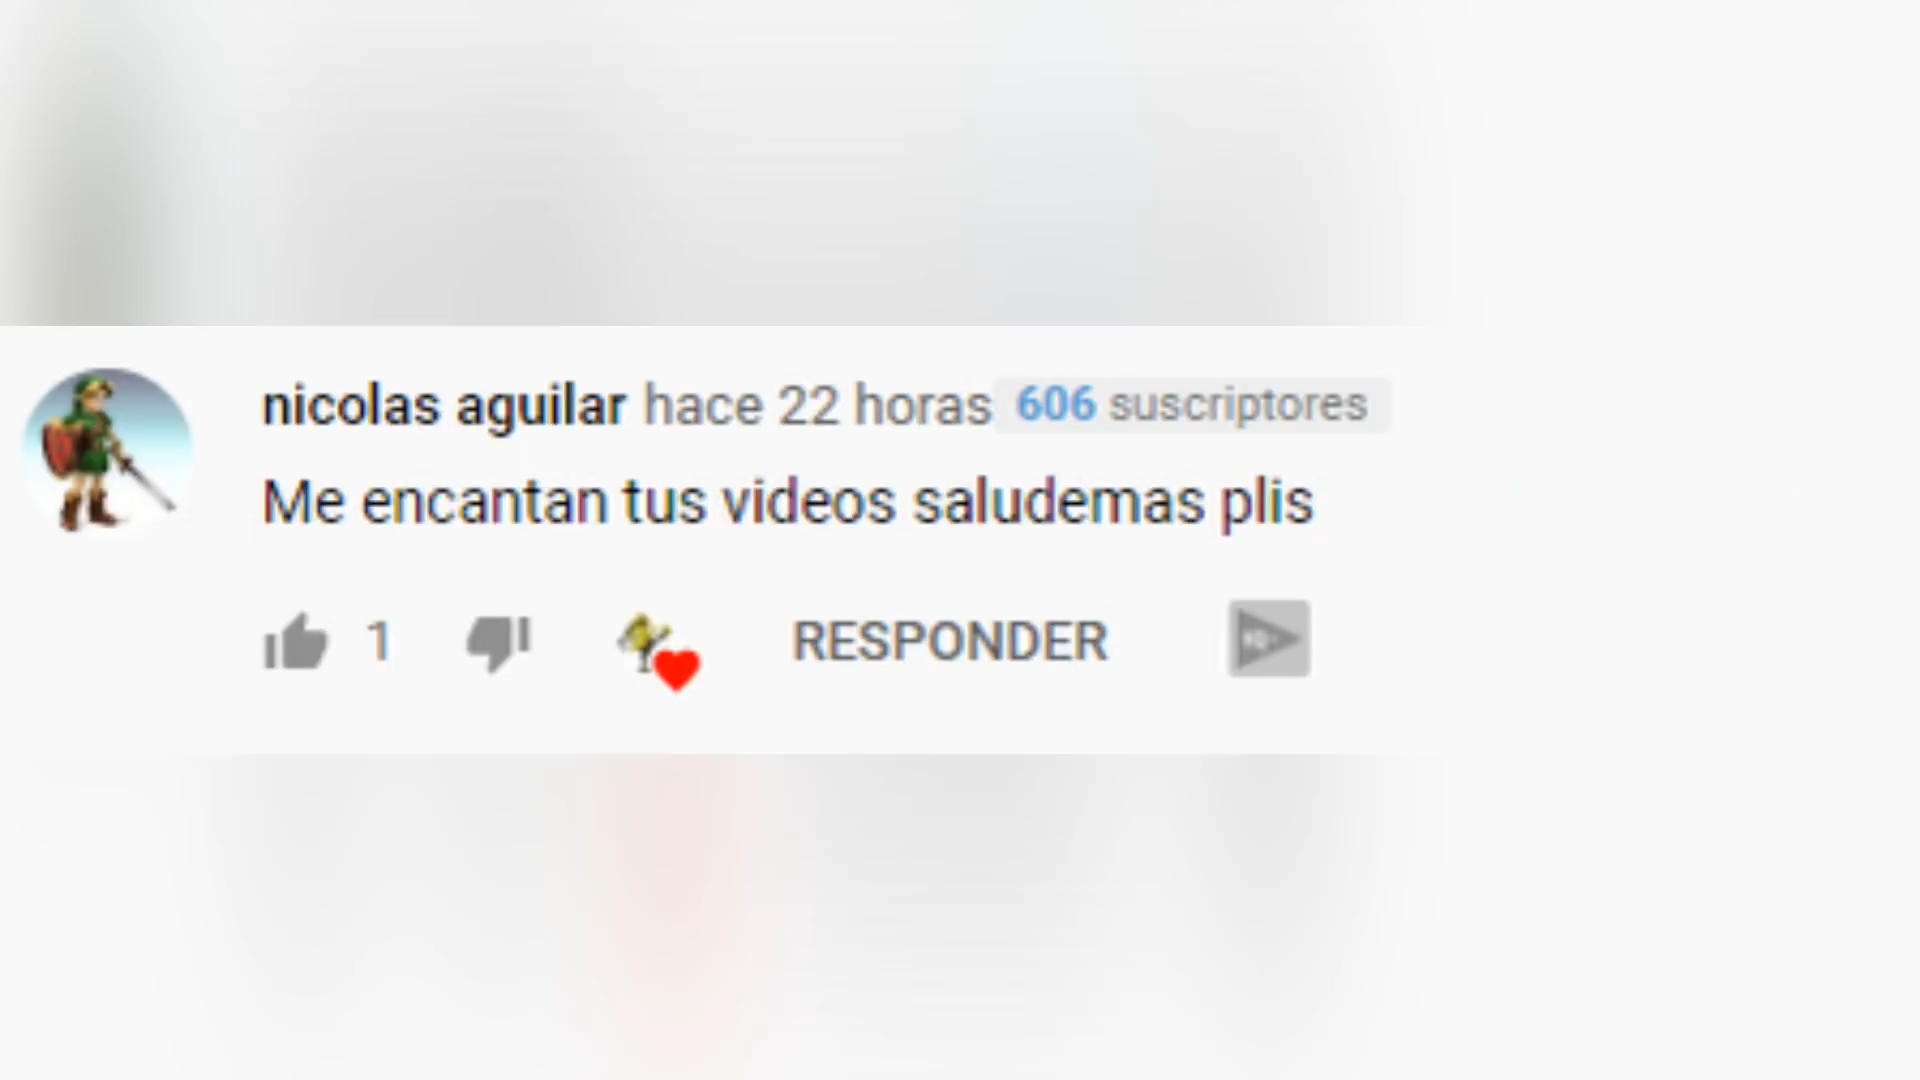 nicolas aguilar hace 22 horas 606 suscriptores
Me encantan tus videos saludemas plis
1 RESPONDER